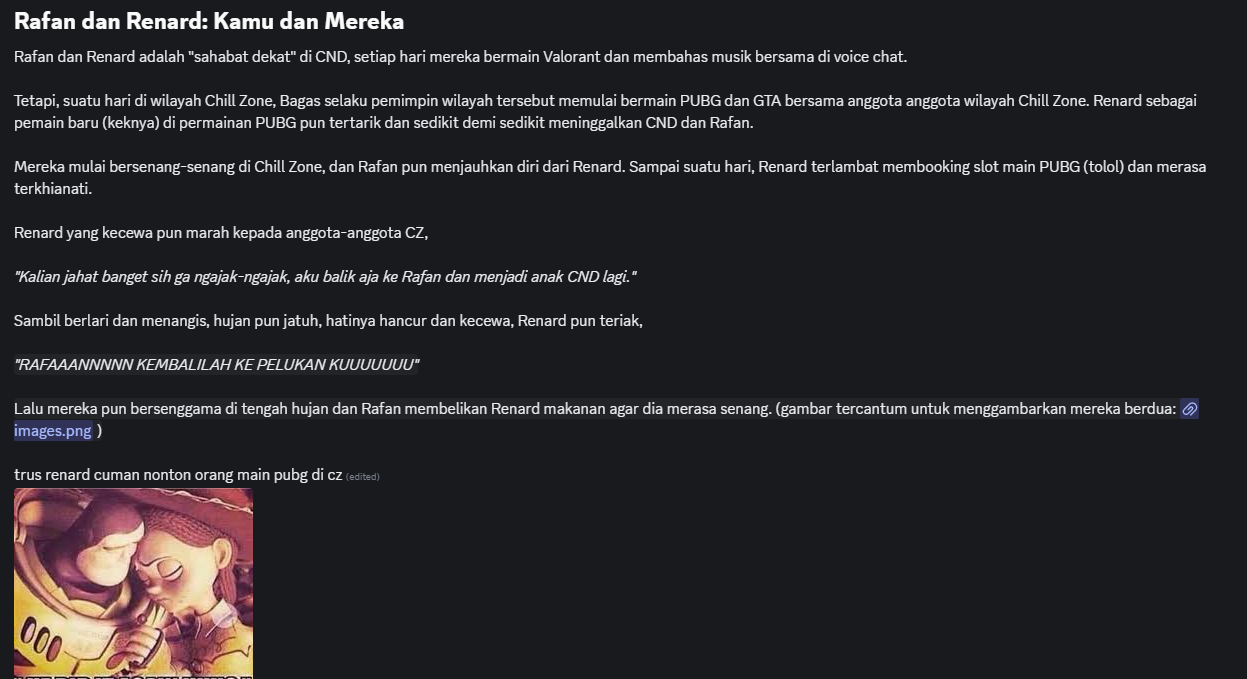 Rafan dan Renard: Kamu dan Mereka
Rafan dan Renard adalah "sahabat dekat" di CND, setiap hari mereka bermain Valorant dan membahas musik bersama di voice chat.
Tetapi, suatu hari di wilayah Chill Zone, Bagas selaku pemimpin wilayah tersebut memulai bermain PUBG dan GTA bersama anggota anggota wilayah Chill Zone. Renard sebagai
pemain baru (keknya) di permainan PUBG pun tertarik dan sedikit demi sedikit meninggalkan CND dan Rafan.
Mereka mulai bersenang-senang di Chill Zone, dan Rafan pun menjauhkan diri dari Renard. Sampai suatu hari, Renard terlambat membooking slot main PUBG (tolol) dan merasa
terkhianati.
Renard yang kecewa pun marah kepada anggota-anggota CZ,
"Kalian jahat banget sih ga ngajak-ngajak, aku balik aja ke Rafan dan menjadi anak CND lagi."
Sambil berlari dan menangis, hujan pun jatuh, hatinya hancur dan kecewa, Renard pun teriak,
"RAFAAANNNNN KEMBALILAH KE PELUKAN KUUUUUUU"
Lalu mereka pun bersenggama di tengah hujan dan Rafan membelikan Renard makanan agar dia merasa senang. (gambar tercantum untuk menggambarkan mereka berdua:
images.png )
trus renard cuman nonton orang main pubg di cz (edited)